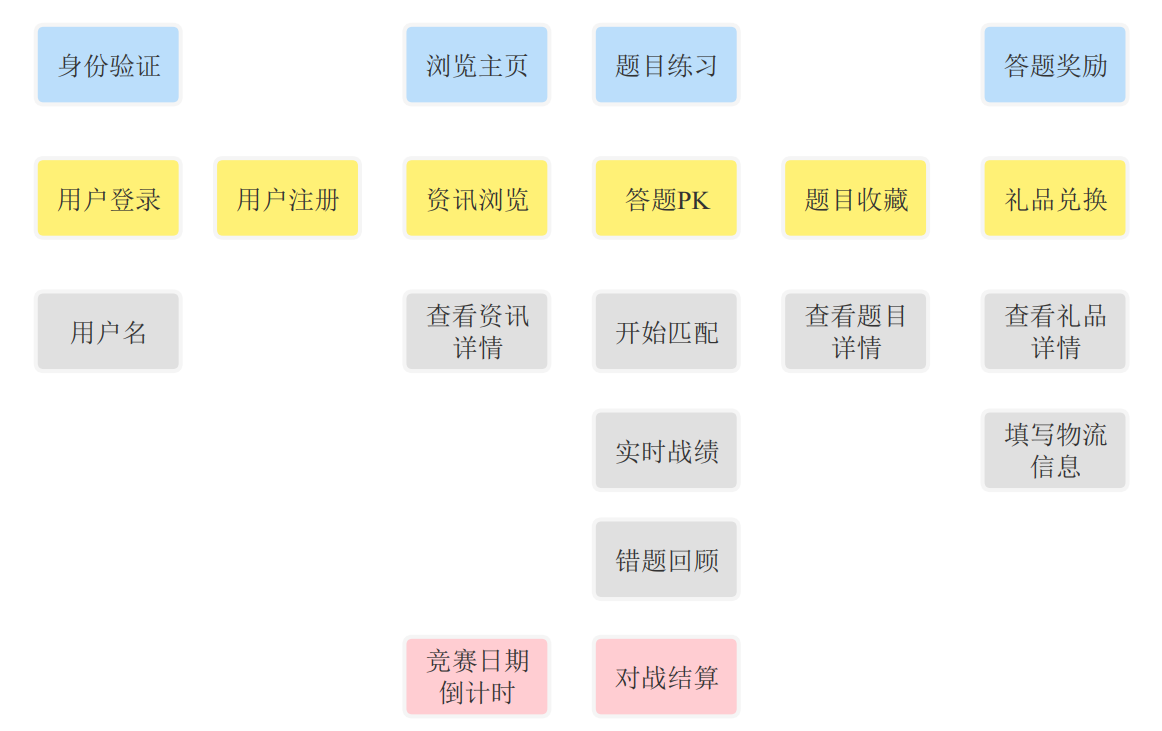 身份验证
浏览主页
题目练习
答题奖励
用户登录
用户注册
资讯浏览
答题PK
题目收藏
礼品兑换
用户名
查看资讯
详情
开始匹配
查看题目
详情
查看礼品
详情
实时战绩
填写物流
信息
错题回顾
竞赛日期
倒计时
对战结算